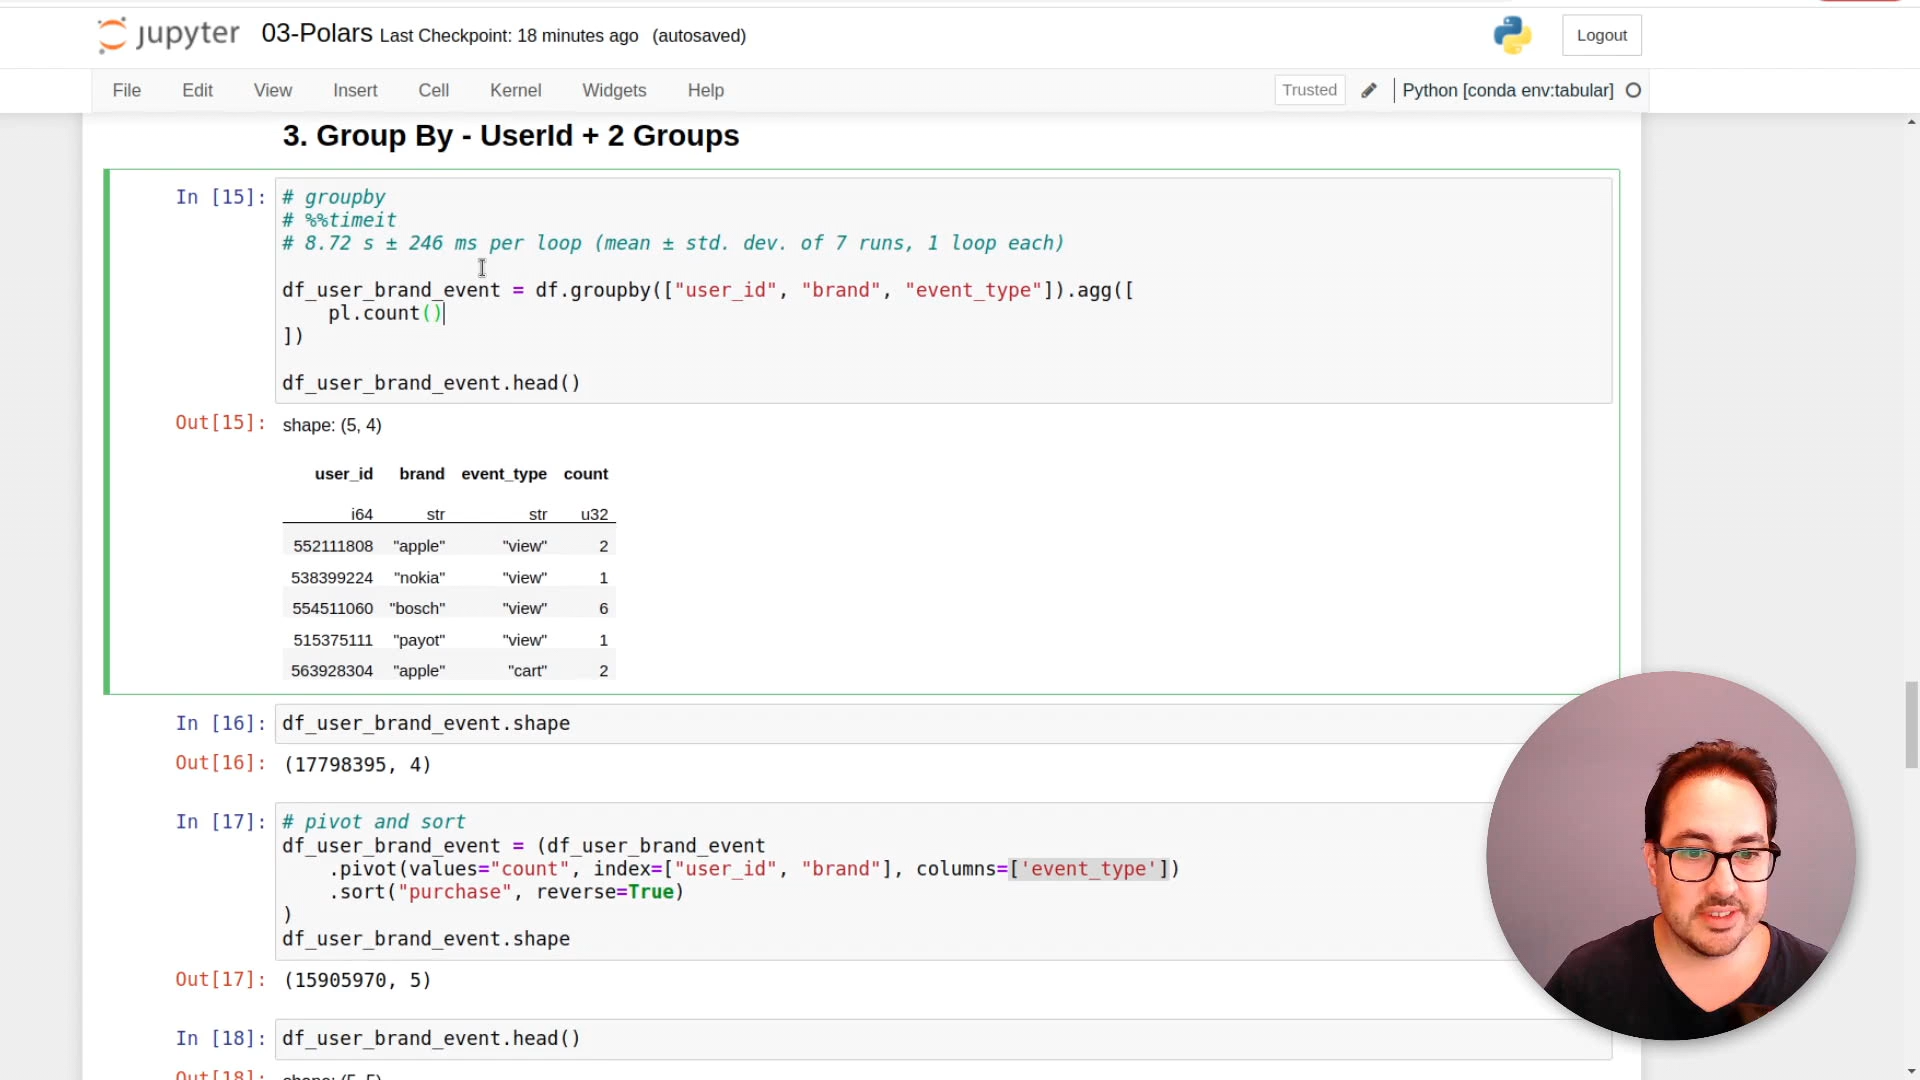 jupyter 03-Polars Last Checkpoint: 18 minutes ago (autosaved) Logout
File Edit View Insert Cell Kernel Widgets Help Trusted Python [conda env:tabular]
3. Group By - UserId + 2 Groups
In [15]: # groupby
# %%timeit
# 8.72 s ± 246 ms per loop (mean ± std. dev. of 7 runs, 1 loop each)
df_user_brand_event = df.groupby(["user_id", "brand", "event_type"]).agg([
pl.count()
])
df_user_brand_event.head()
Out[15]: shape: (5, 4)
user_id brand event_type count
i64 str str u32
552111808 "apple" "view" 2
538399224 "nokia" "view" 1
554511060 "bosch" "view" 6
515375111 "payot" "view" 1
563928304 "apple" "cart" 2
In [16]: df_user_brand_event.shape
Out[16]: (17798395, 4)
In [17]: # pivot and sort
df_user_brand_event = (df_user_brand_event
.pivot(values="count", index=["user_id", "brand"], columns=['event_type'])
.sort("purchase", reverse=True)
)
df_user_brand_event.shape
Out[17]: (15905970, 5)
In [18]: df_user_brand_event.head()
Out[18]: shape: (5, 5)